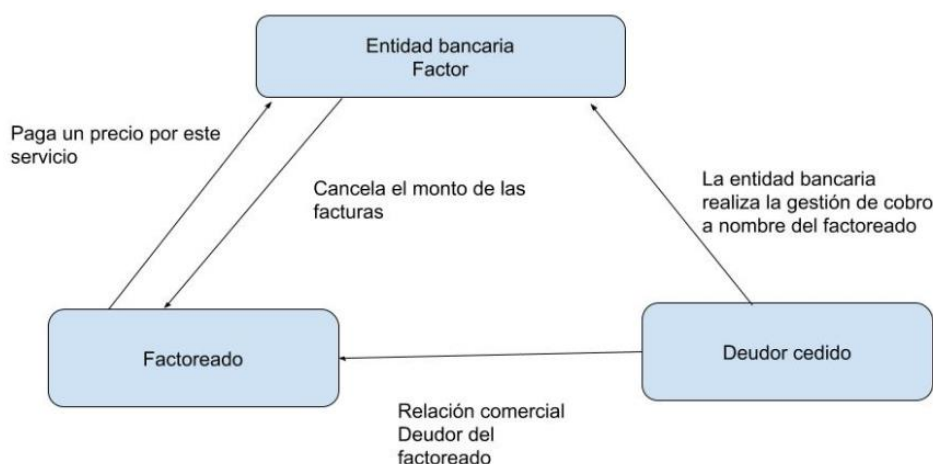 Entidad bancaria
Factor
Paga un precio por este
servicio
Cancela el monto de las
facturas
La entidad bancaria
realiza la gestión de cobro
a nombre del factoreado
Factoreado
Deudor cedido
Relación comercial
Deudor del
factoreado